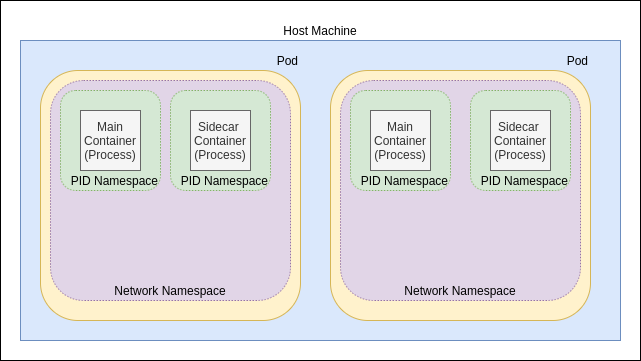 Host Machine
Pod
Main
Container
(Process)
PID Namespace
Sidecar
Container
(Process)
PID Namespace
Network Namespace
Pod
Main
Container
(Process)
PID Namespace
Sidecar
Container
(Process)
PID Namespace
Network Namespace